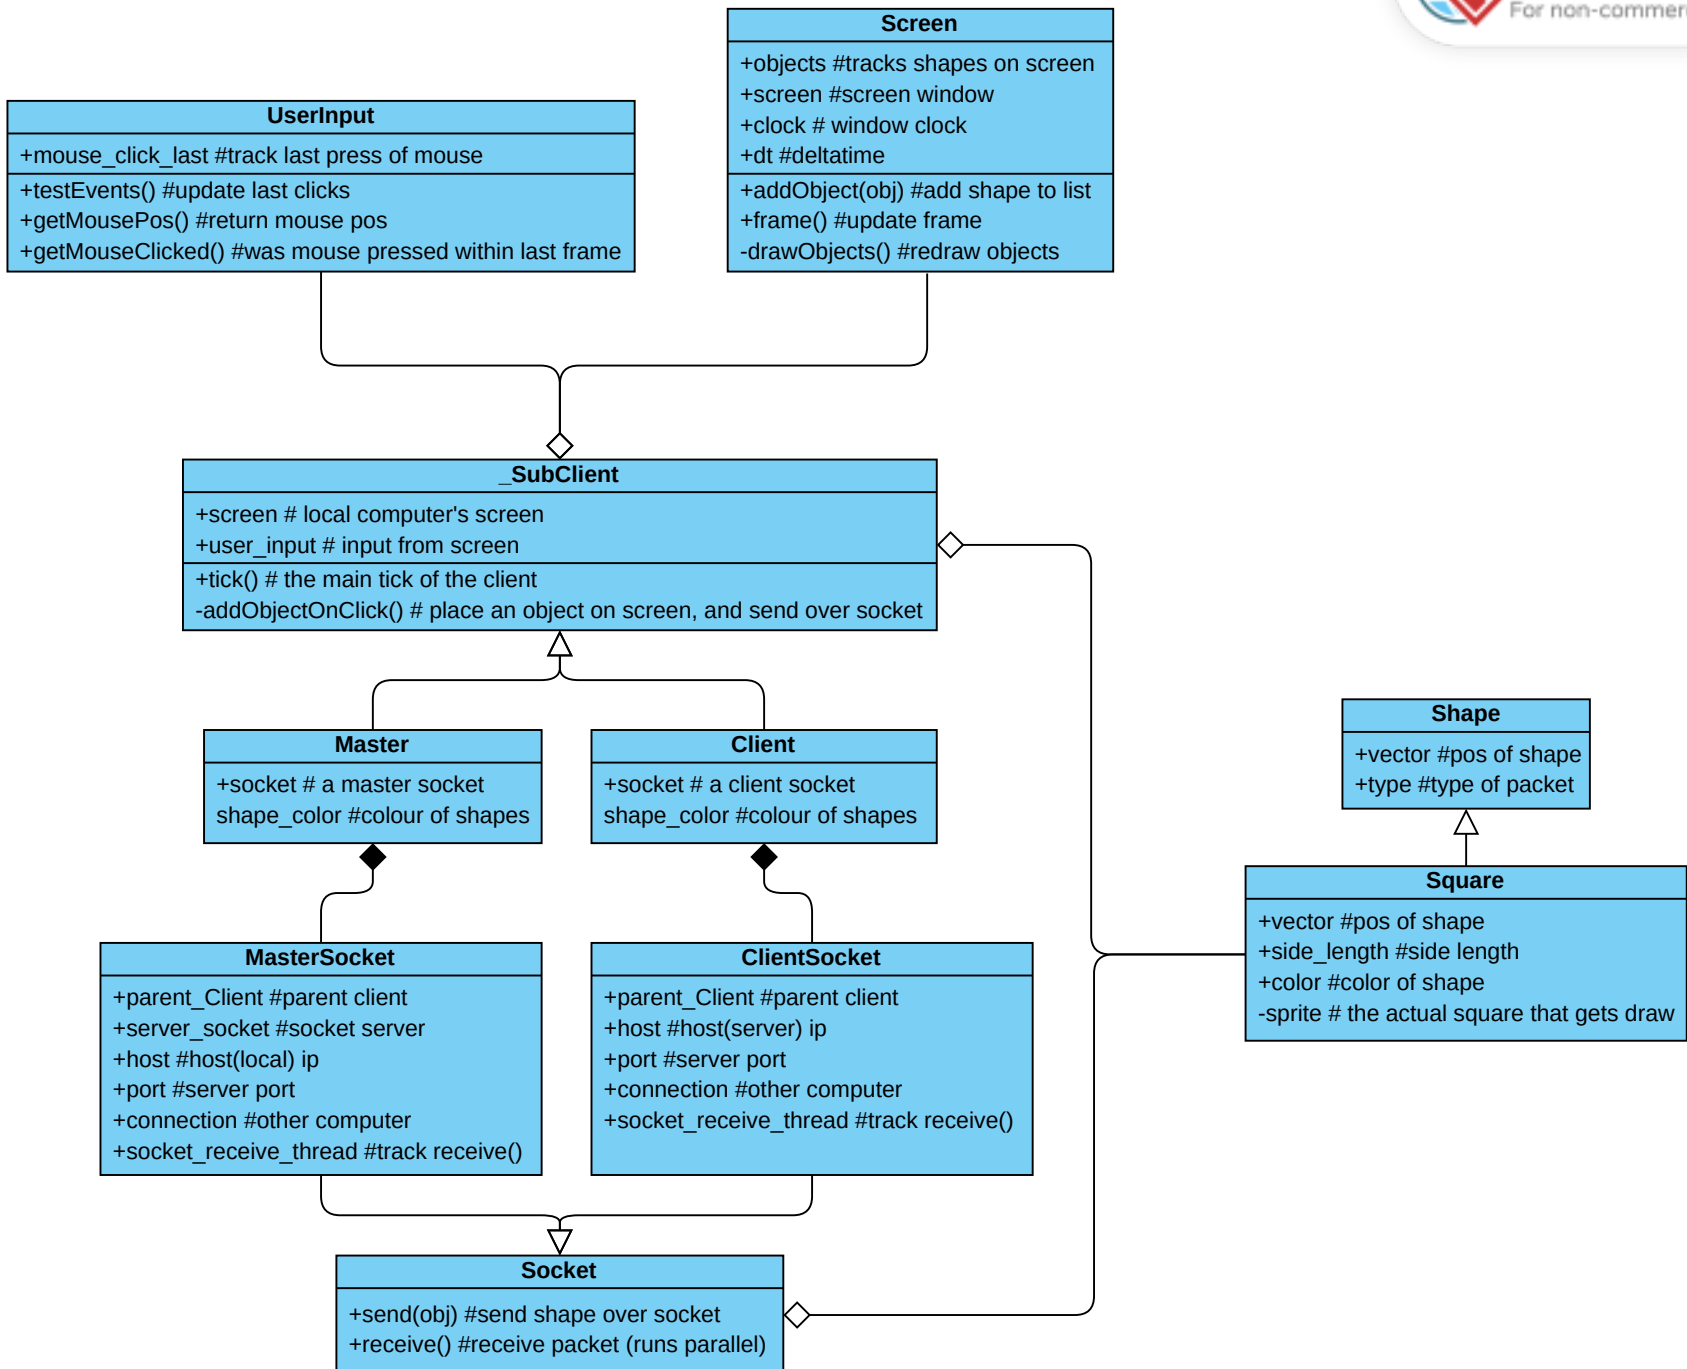 For non-commer
Screen
+objects #tracks shapes on screen
+screen #screen window
+clock # window clock
+dt #deltatime
+addObject(obj) #add shape to list
+frame() #update frame
-drawObjects() #redraw objects
UserInput
+mouse_click_last #track last press of mouse
+testEvents() #update last clicks
+getMousePos() #return mouse pos
+getMouseClicked() #was mouse pressed within last frame
_SubClient
+screen # local computer's screen
+user_input # input from screen
+tick() # the main tick of the client
-addObjectOnClick() # place an object on screen, and send over socket
Master
+socket # a master socket
shape_color #colour of shapes
Client
+socket # a client socket
shape_color #colour of shapes
Shape
+vector #pos of shape
+type #type of packet
Square
+vector #pos of shape
+side_length #side length
+color #color of shape
-sprite # the actual square that gets draw
MasterSocket
+parent_Client #parent client
+server_socket #socket server
+host #host(local) ip
+port #server port
+connection #other computer
+socket_receive_thread #track receive()
ClientSocket
+parent_Client #parent client
+host #host(server) ip
+port #server port
+connection #other computer
+socket_receive_thread #track receive()
Socket
+send(obj) #send shape over socket
+receive() #receive packet (runs parallel)